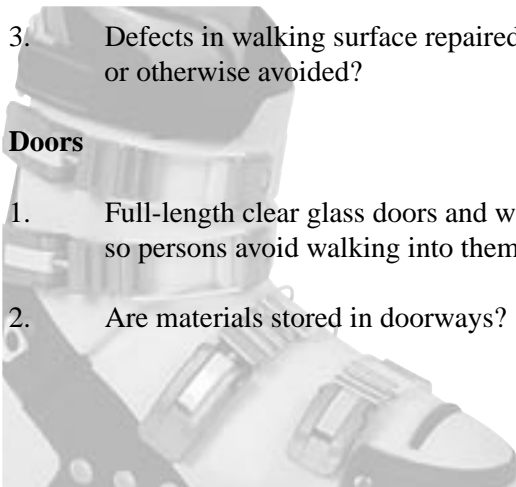 3. Defects in walking surface repaired
or otherwise avoided?
Doors
1. Full-length clear glass doors and w
so persons avoid walking into them
2. Are materials stored in doorways?